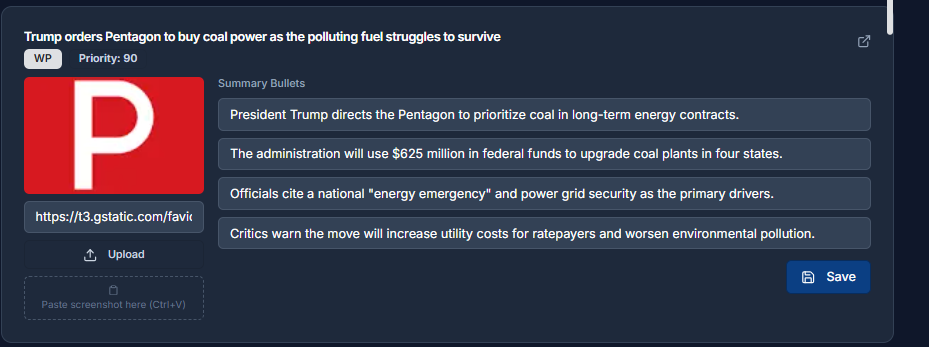 Trump orders Pentagon to buy coal power as the polluting fuel struggles to survive
WP Priority: 90
P
Summary Bullets
President Trump directs the Pentagon to prioritize coal in long-term energy contracts.
The administration will use $625 million in federal funds to upgrade coal plants in four states.
Officials cite a national "energy emergency" and power grid security as the primary drivers.
Critics warn the move will increase utility costs for ratepayers and worsen environmental pollution.
https://t3.gstatic.com/favic
Upload
Paste screenshot here (Ctrl+V)
Save